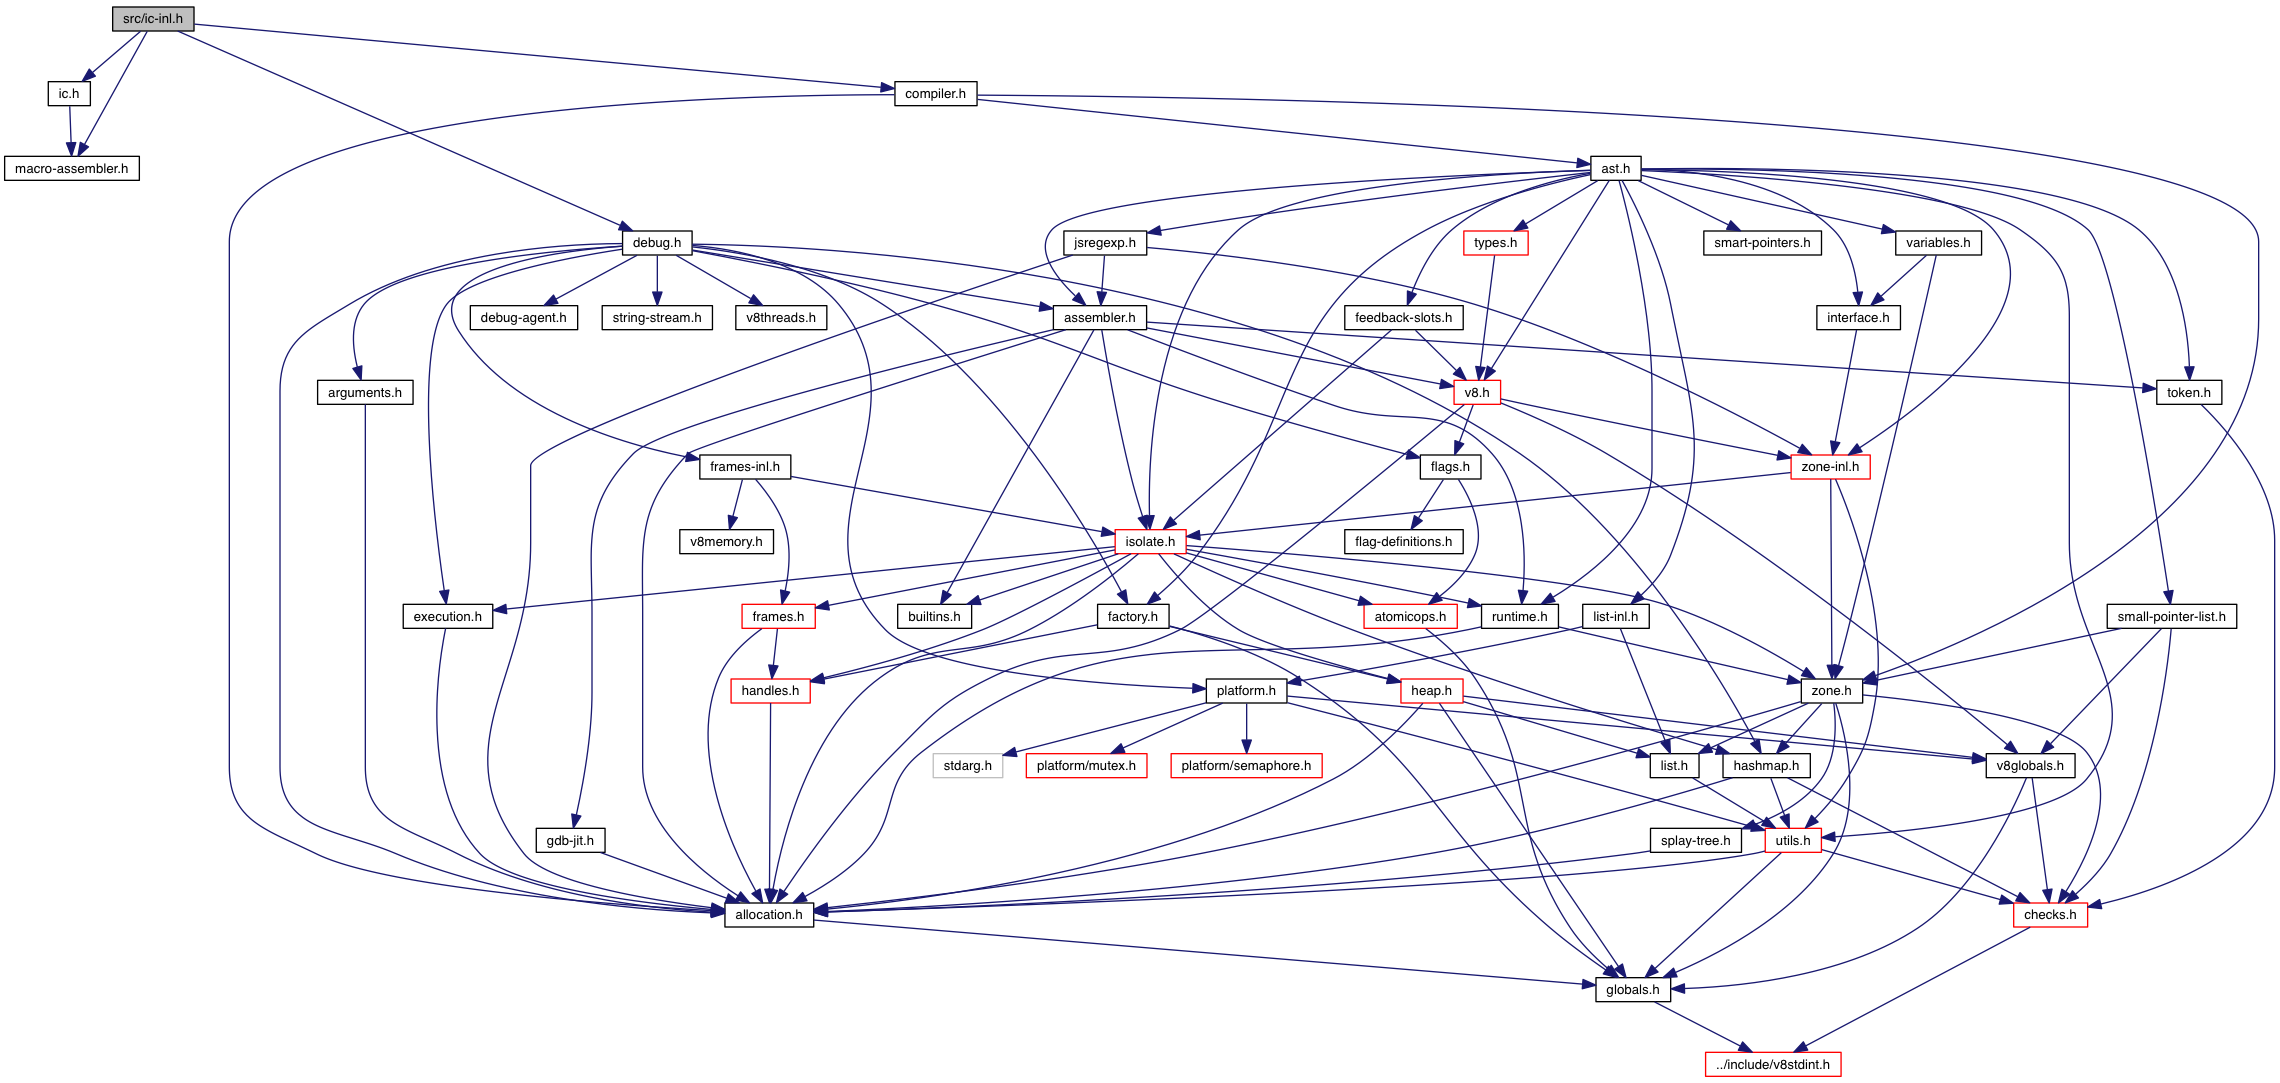 src/ic-inl.h
ic.h
compiler.h
macro-assembler.h
ast.h
debug.h
jsregexp.h
types.h
smart-pointers.h
variables.h
debug-agent.h
string-stream.h
v8threads.h
assembler.h
feedback-slots.h
interface.h
arguments.h
v8.h
token.h
frames-inl.h
flags.h
zone-inl.h
v8memory.h
isolate.h
flag-definitions.h
execution.h
frames.h
builtins.h
factory.h
atomicops.h
runtime.h
list-inl.h
small-pointer-list.h
handles.h
platform.h
heap.h
zone.h
stdarg.h
platform/mutex.h
platform/semaphore.h
list.h
hashmap.h
v8globals.h
gdb-jit.h
splay-tree.h
utils.h
allocation.h
checks.h
globals.h
../include/v8stdint.h